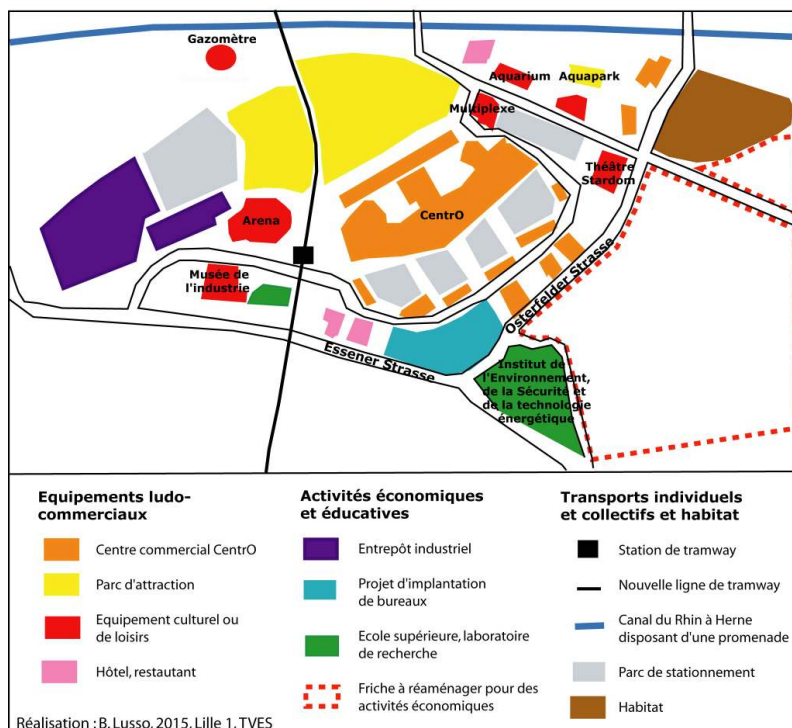 Gazomètre
Aquarium
Aquapark
Multiplexe
Théâtre
Stardom
CentrO
Arena
Musée de
l'industrie
Osterfelder Strasse
Essener Strasse
Institut de
l'Environnement,
de la Sécurité et
de la technologie
énergétique
Equipements ludo-
commerciaux
Centre commercial CentrO
Parc d'attraction
Equipement culturel ou
de loisirs
Hôtel, restautant
Activités économiques
et éducatives
Entrepôt industriel
Projet d'implantation
de bureaux
Ecole supérieure, laboratoire
de recherche
Friche à réaménager pour des
activités économiques
Transports individuels
et collectifs et habitat
Station de tramway
Nouvelle ligne de tramway
Canal du Rhin à Herne
disposant d'une promenade
Parc de stationnement
Habitat
Réalisation : B. Lusso, 2015, Lille 1, TVES